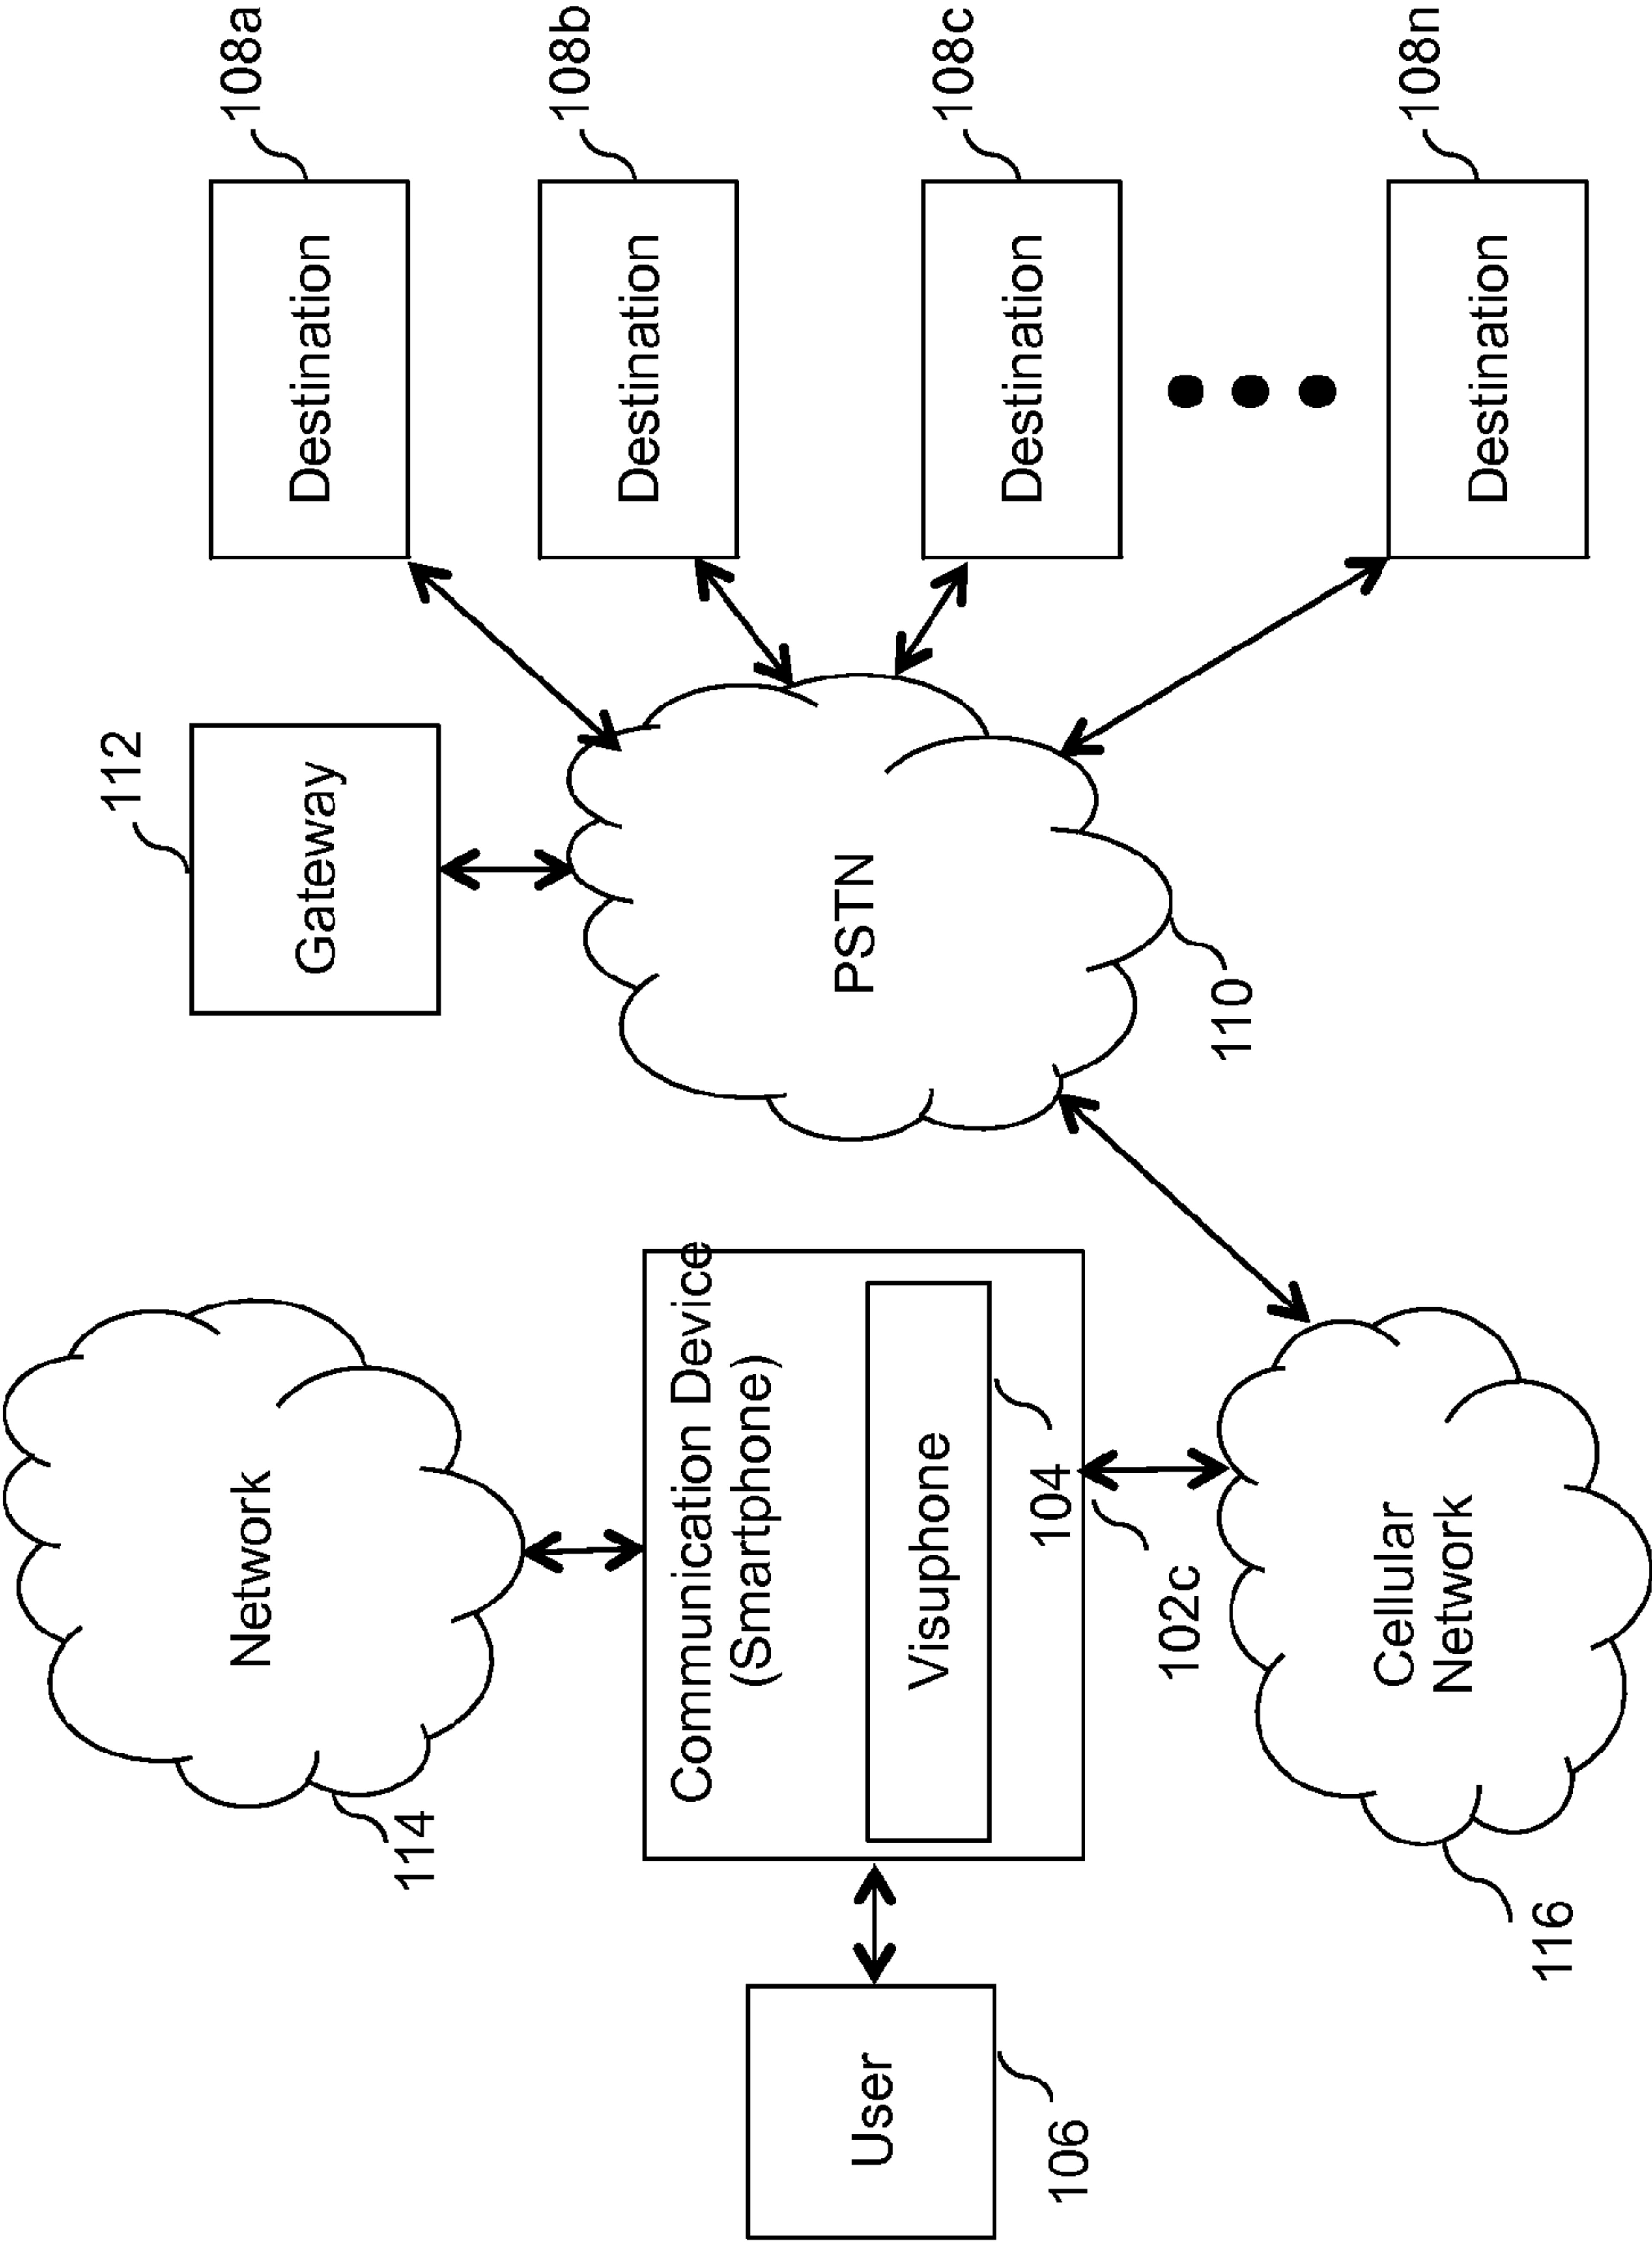 114
Network
112
Gateway
108a
Destination
User
106
Communication Device
(Smartphone)
Visuphone
104
102c
PSTN
110
108b
Destination
108c
Destination
Cellular
Network
116
108n
Destination